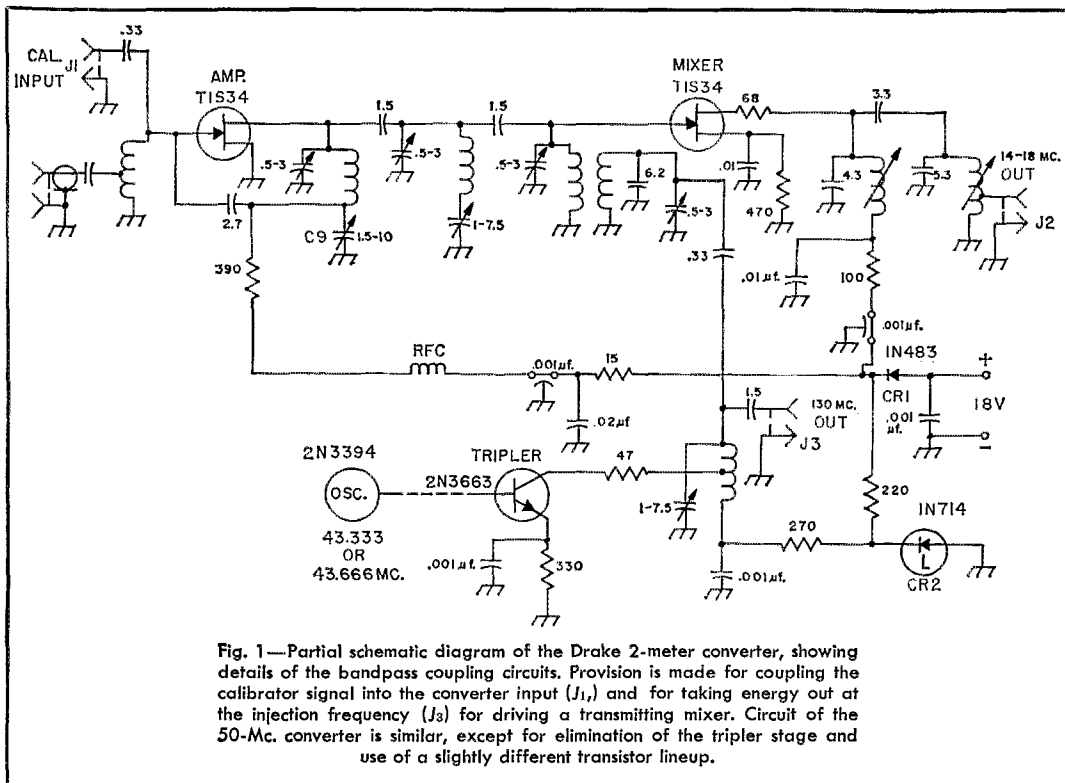 .33
CAL. J1
INPUT
AMP.
TIS34
1.5
1.5
MIXER
TIS34
68
3.3
.5-3
.5-3
.5-3
6.2
.01
4.3
5.3
14-18 MC.
OUT
J2
2.7
C9
1.5-10
1-7.5
.5-3
470
390
.33
.01µf.
100
.001µf.
RFC
.001µf.
15
1N483
+
CR1
18V
.001
µf.
−
.02µf
1.5
130 MC.
OUT
J3
2N3394
TRIPLER
47
OSC.
2N3663
220
1N714
43.333
OR
43.666MC.
1-7.5
270
L
CR2
.001µf.
330
.001µf.
Fig. 1—Partial schematic diagram of the Drake 2-meter converter, showing
details of the bandpass coupling circuits. Provision is made for coupling the
calibrator signal into the converter input (J1,) and for taking energy out at
the injection frequency (J3) for driving a transmitting mixer. Circuit of the
50-Mc. converter is similar, except for elimination of the tripler stage and
use of a slightly different transistor lineup.